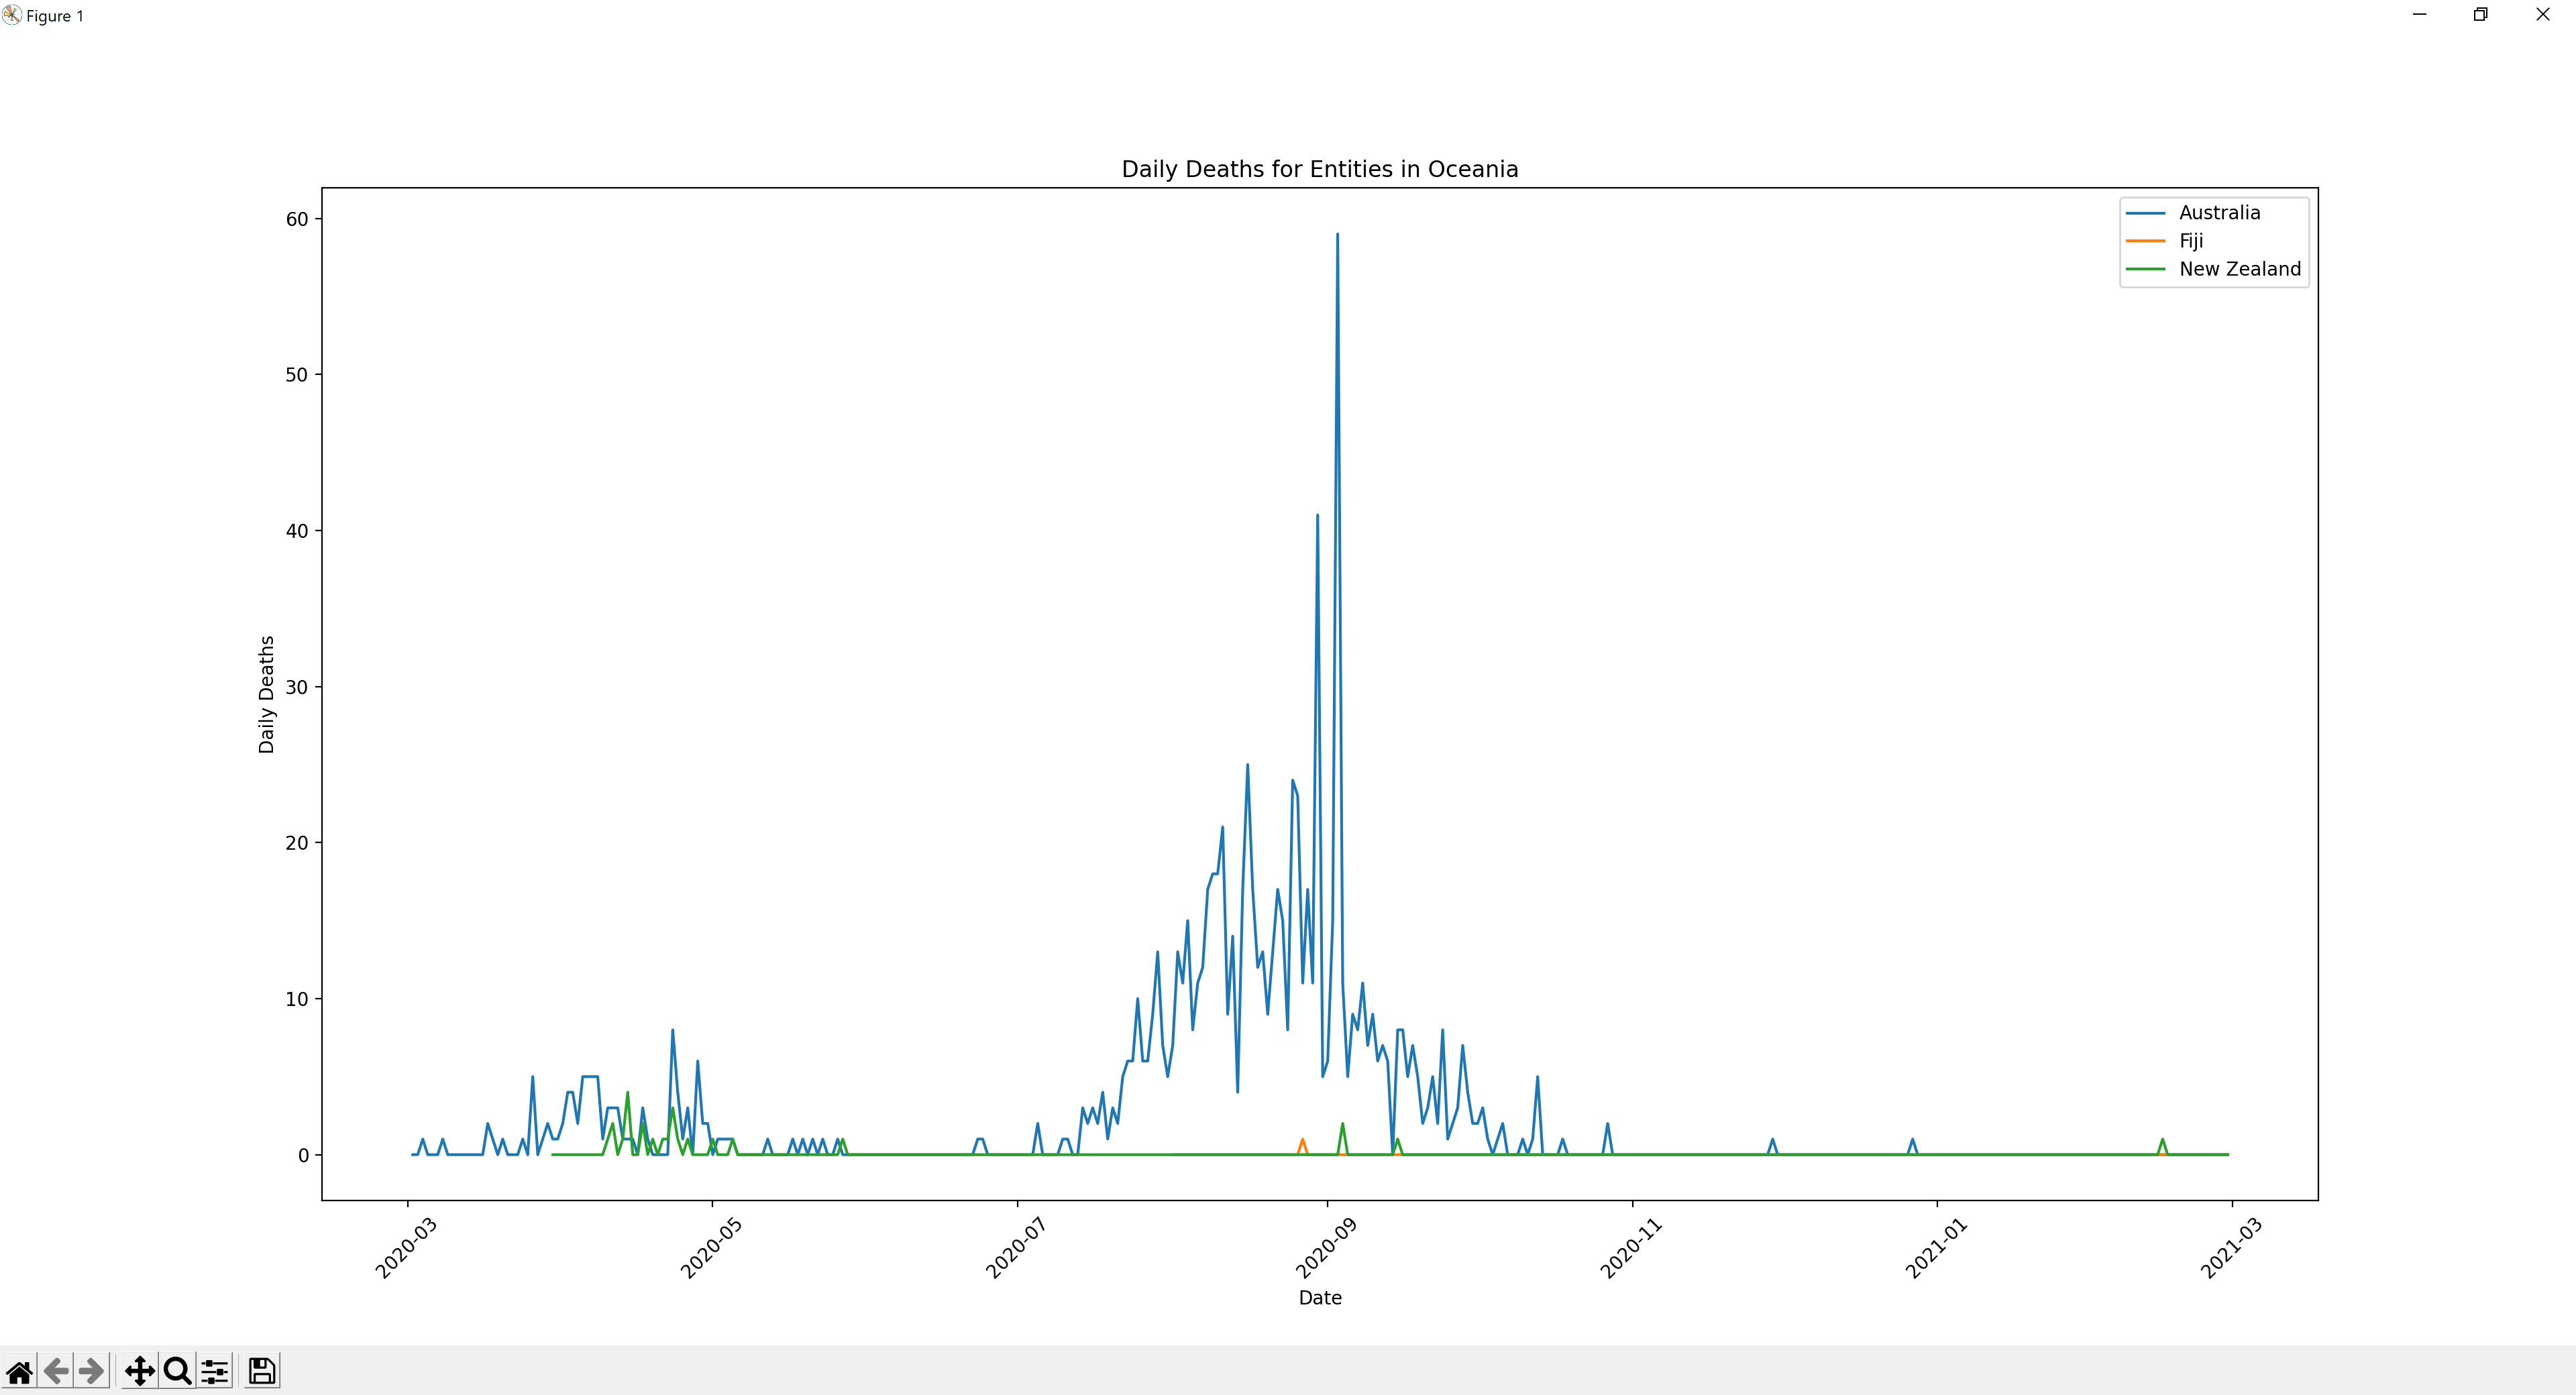 Figure 1
Daily Deaths for Entities in Oceania
Australia
Fiji
New Zealand
60
50
40
30
20
10
0
Daily Deaths
2020-03
2020-05
2020-07
2020-09
2020-11
2021-01
2021-03
Date